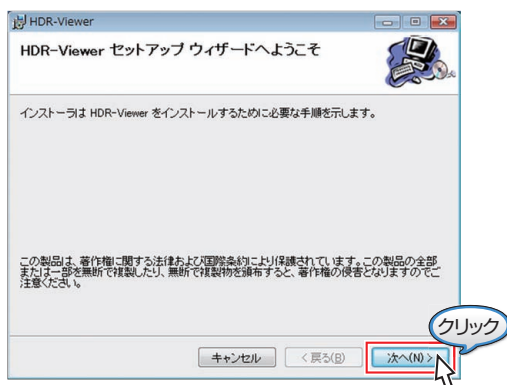 HDR-Viewer
HDR-Viewer セットアップ ウィザードへようこそ
インストーラは HDR-Viewer をインストールするために必要な手順を示します。
この製品は、著作権に関する法律および国際条約により保護されています。この製品の全部
または一部を無断で複製したり、無断で複製物を頒布すると、著作権の侵害となりますのでご
注意ください。
クリック
キャンセル
< 戻る(B)
次へ(N) >